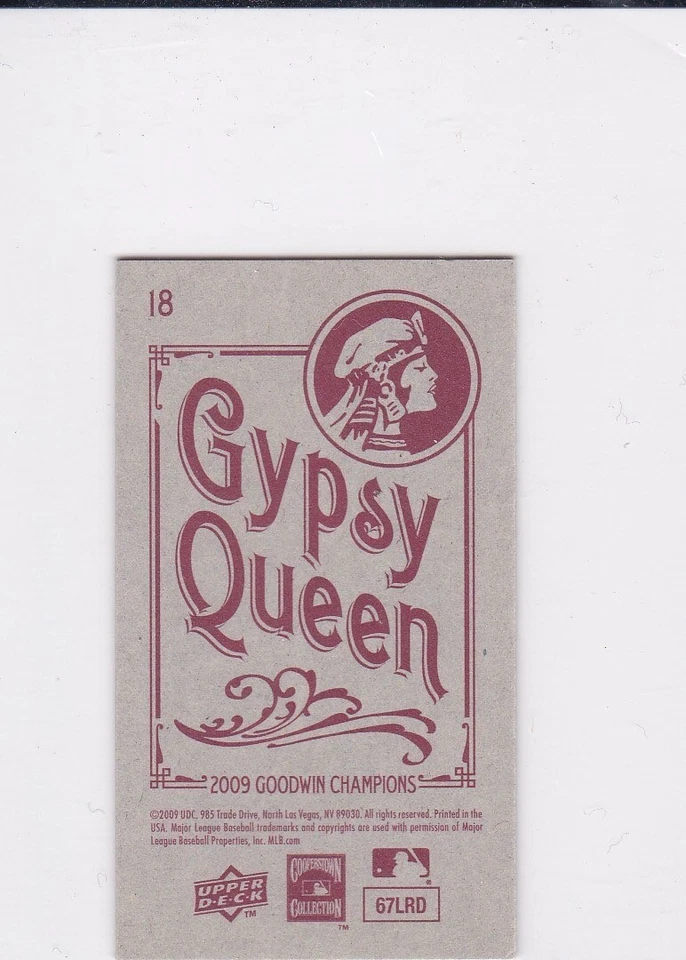 18
Gypsy
Queen
2009 GOODWIN CHAMPIONS
©2009 UDC, 985 Trade Drive, North Las Vegas, NV 89030. All rights reserved. Printed in the
USA. Major League Baseball trademarks and copyrights are used with permission of Major
League Baseball Properties, Inc. MLB.com
UPPER
D·E·C·K
TM
COOPERSTOWN
COLLECTION
TM
®
67LRD